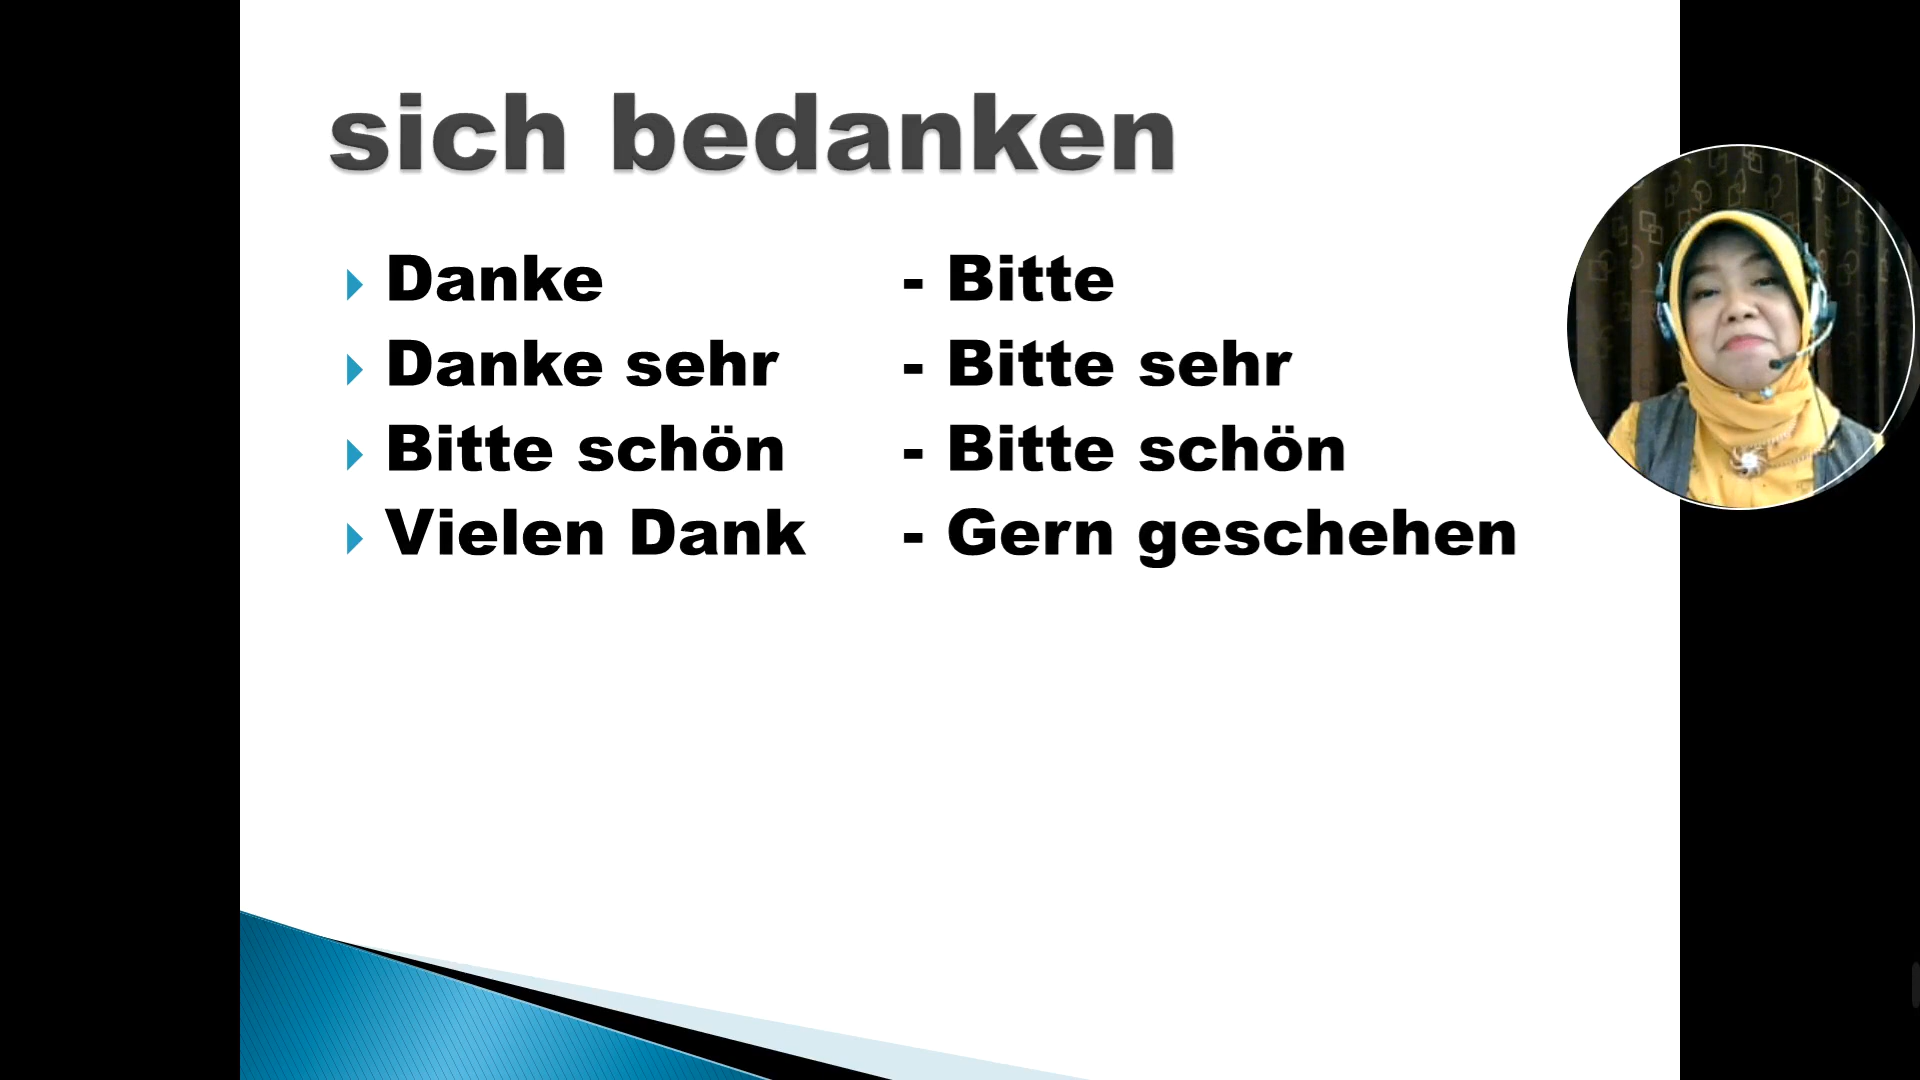 sich bedanken
Danke - Bitte
Danke sehr - Bitte sehr
Bitte schön - Bitte schön
Vielen Dank - Gern geschehen